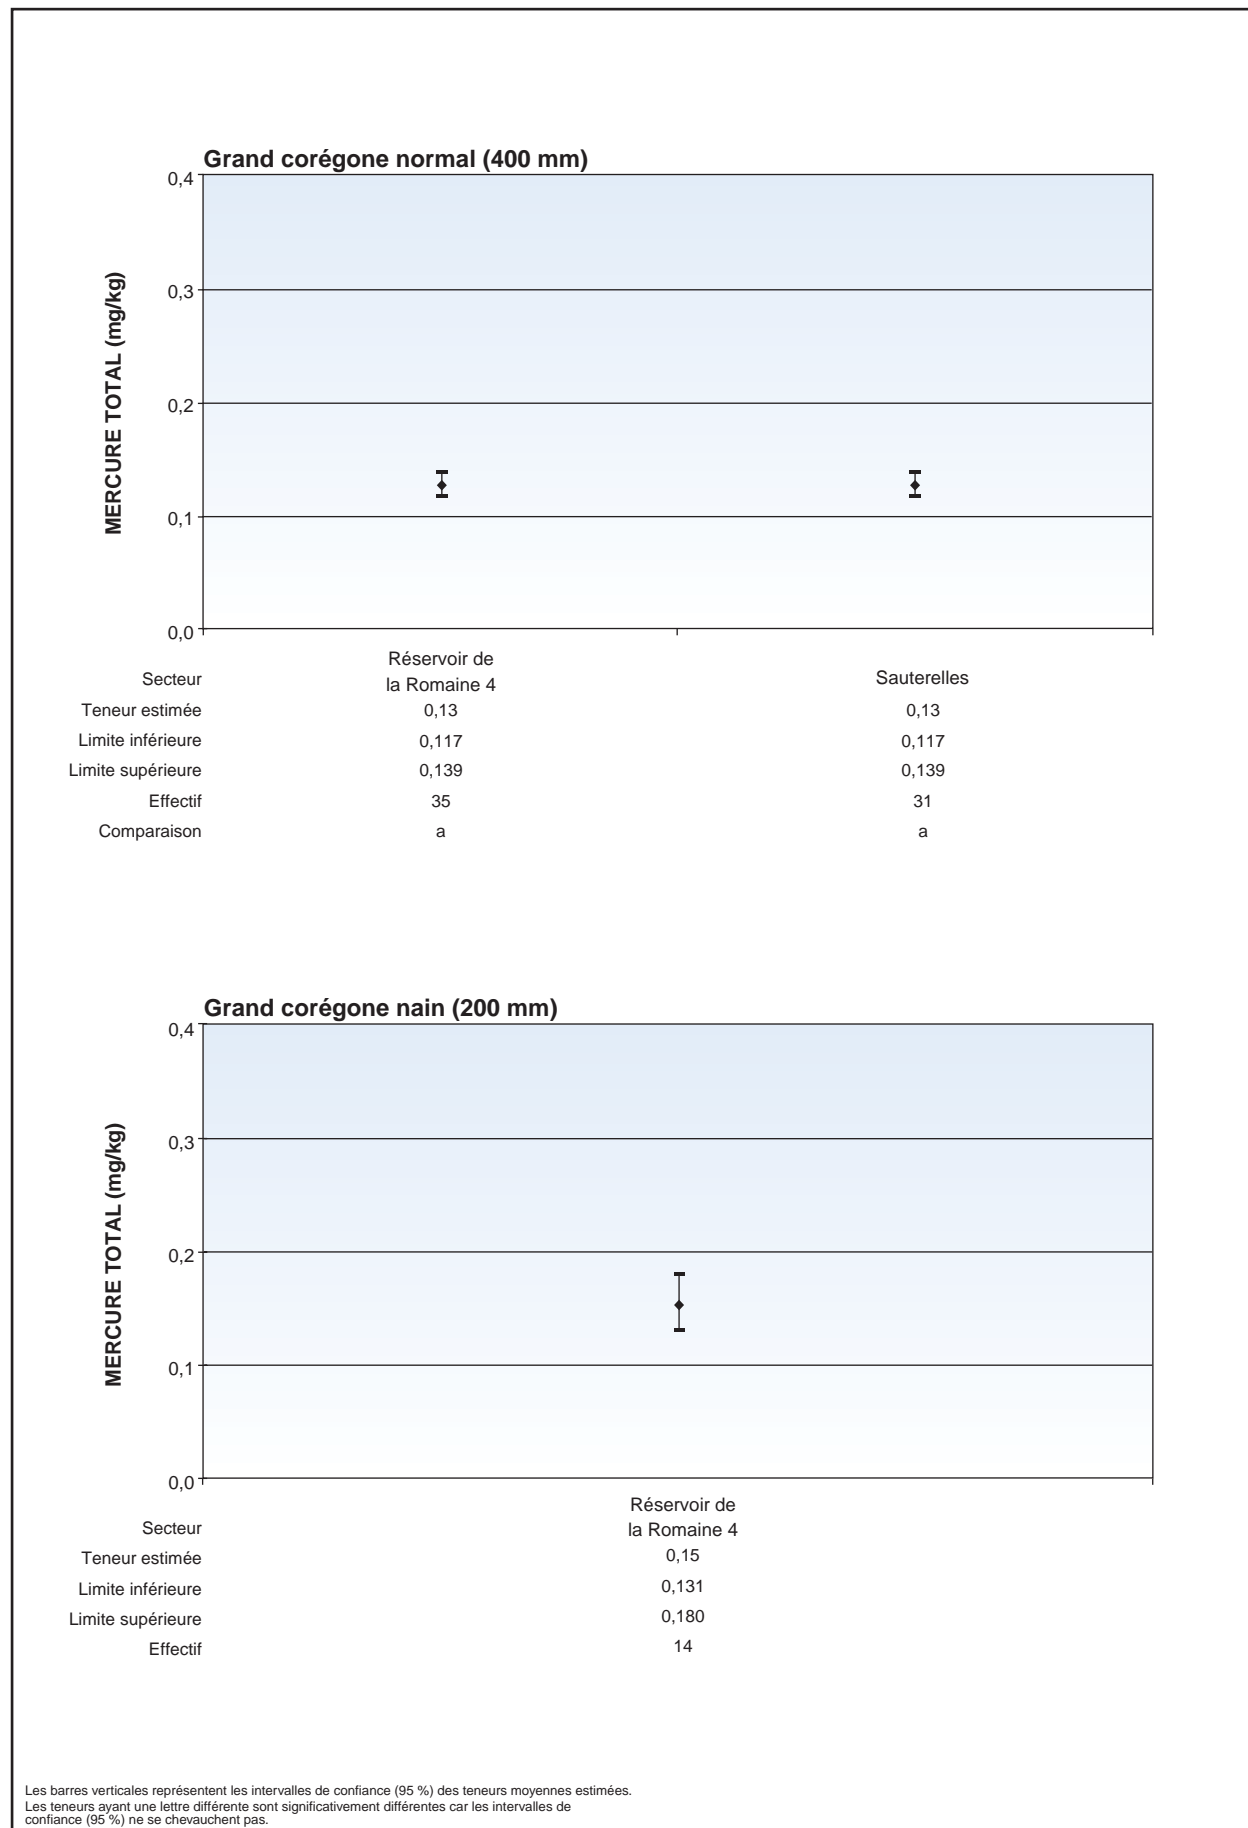 Grand corégone normal (400 mm)
MERCURE TOTAL (mg/kg)
0,4
0,3
0,2
0,1
0,0
Secteur
Réservoir de
la Romaine 4
Sauterelles
Teneur estimée 0,13 0,13
Limite inférieure 0,117 0,117
Limite supérieure 0,139 0,139
Effectif 35 31
Comparaison a a
Grand corégone nain (200 mm)
MERCURE TOTAL (mg/kg)
0,4
0,3
0,2
0,1
0,0
Secteur
Réservoir de
la Romaine 4
Teneur estimée 0,15
Limite inférieure 0,131
Limite supérieure 0,180
Effectif 14
Les barres verticales représentent les intervalles de confiance (95 %) des teneurs moyennes estimées.
Les teneurs ayant une lettre différente sont significativement différentes car les intervalles de
confiance (95 %) ne se chevauchent pas.